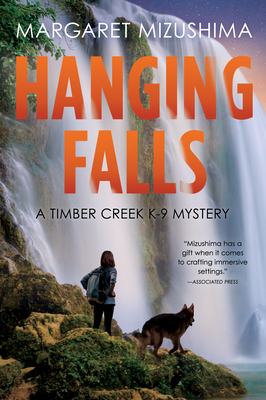 MARGARET MIZUSHIMA
HANGING
FALLS
A TIMBER CREEK K-9 MYSTERY
“Mizushima has a
gift when it comes
to crafting immersive
settings.”
—ASSOCIATED PRESS